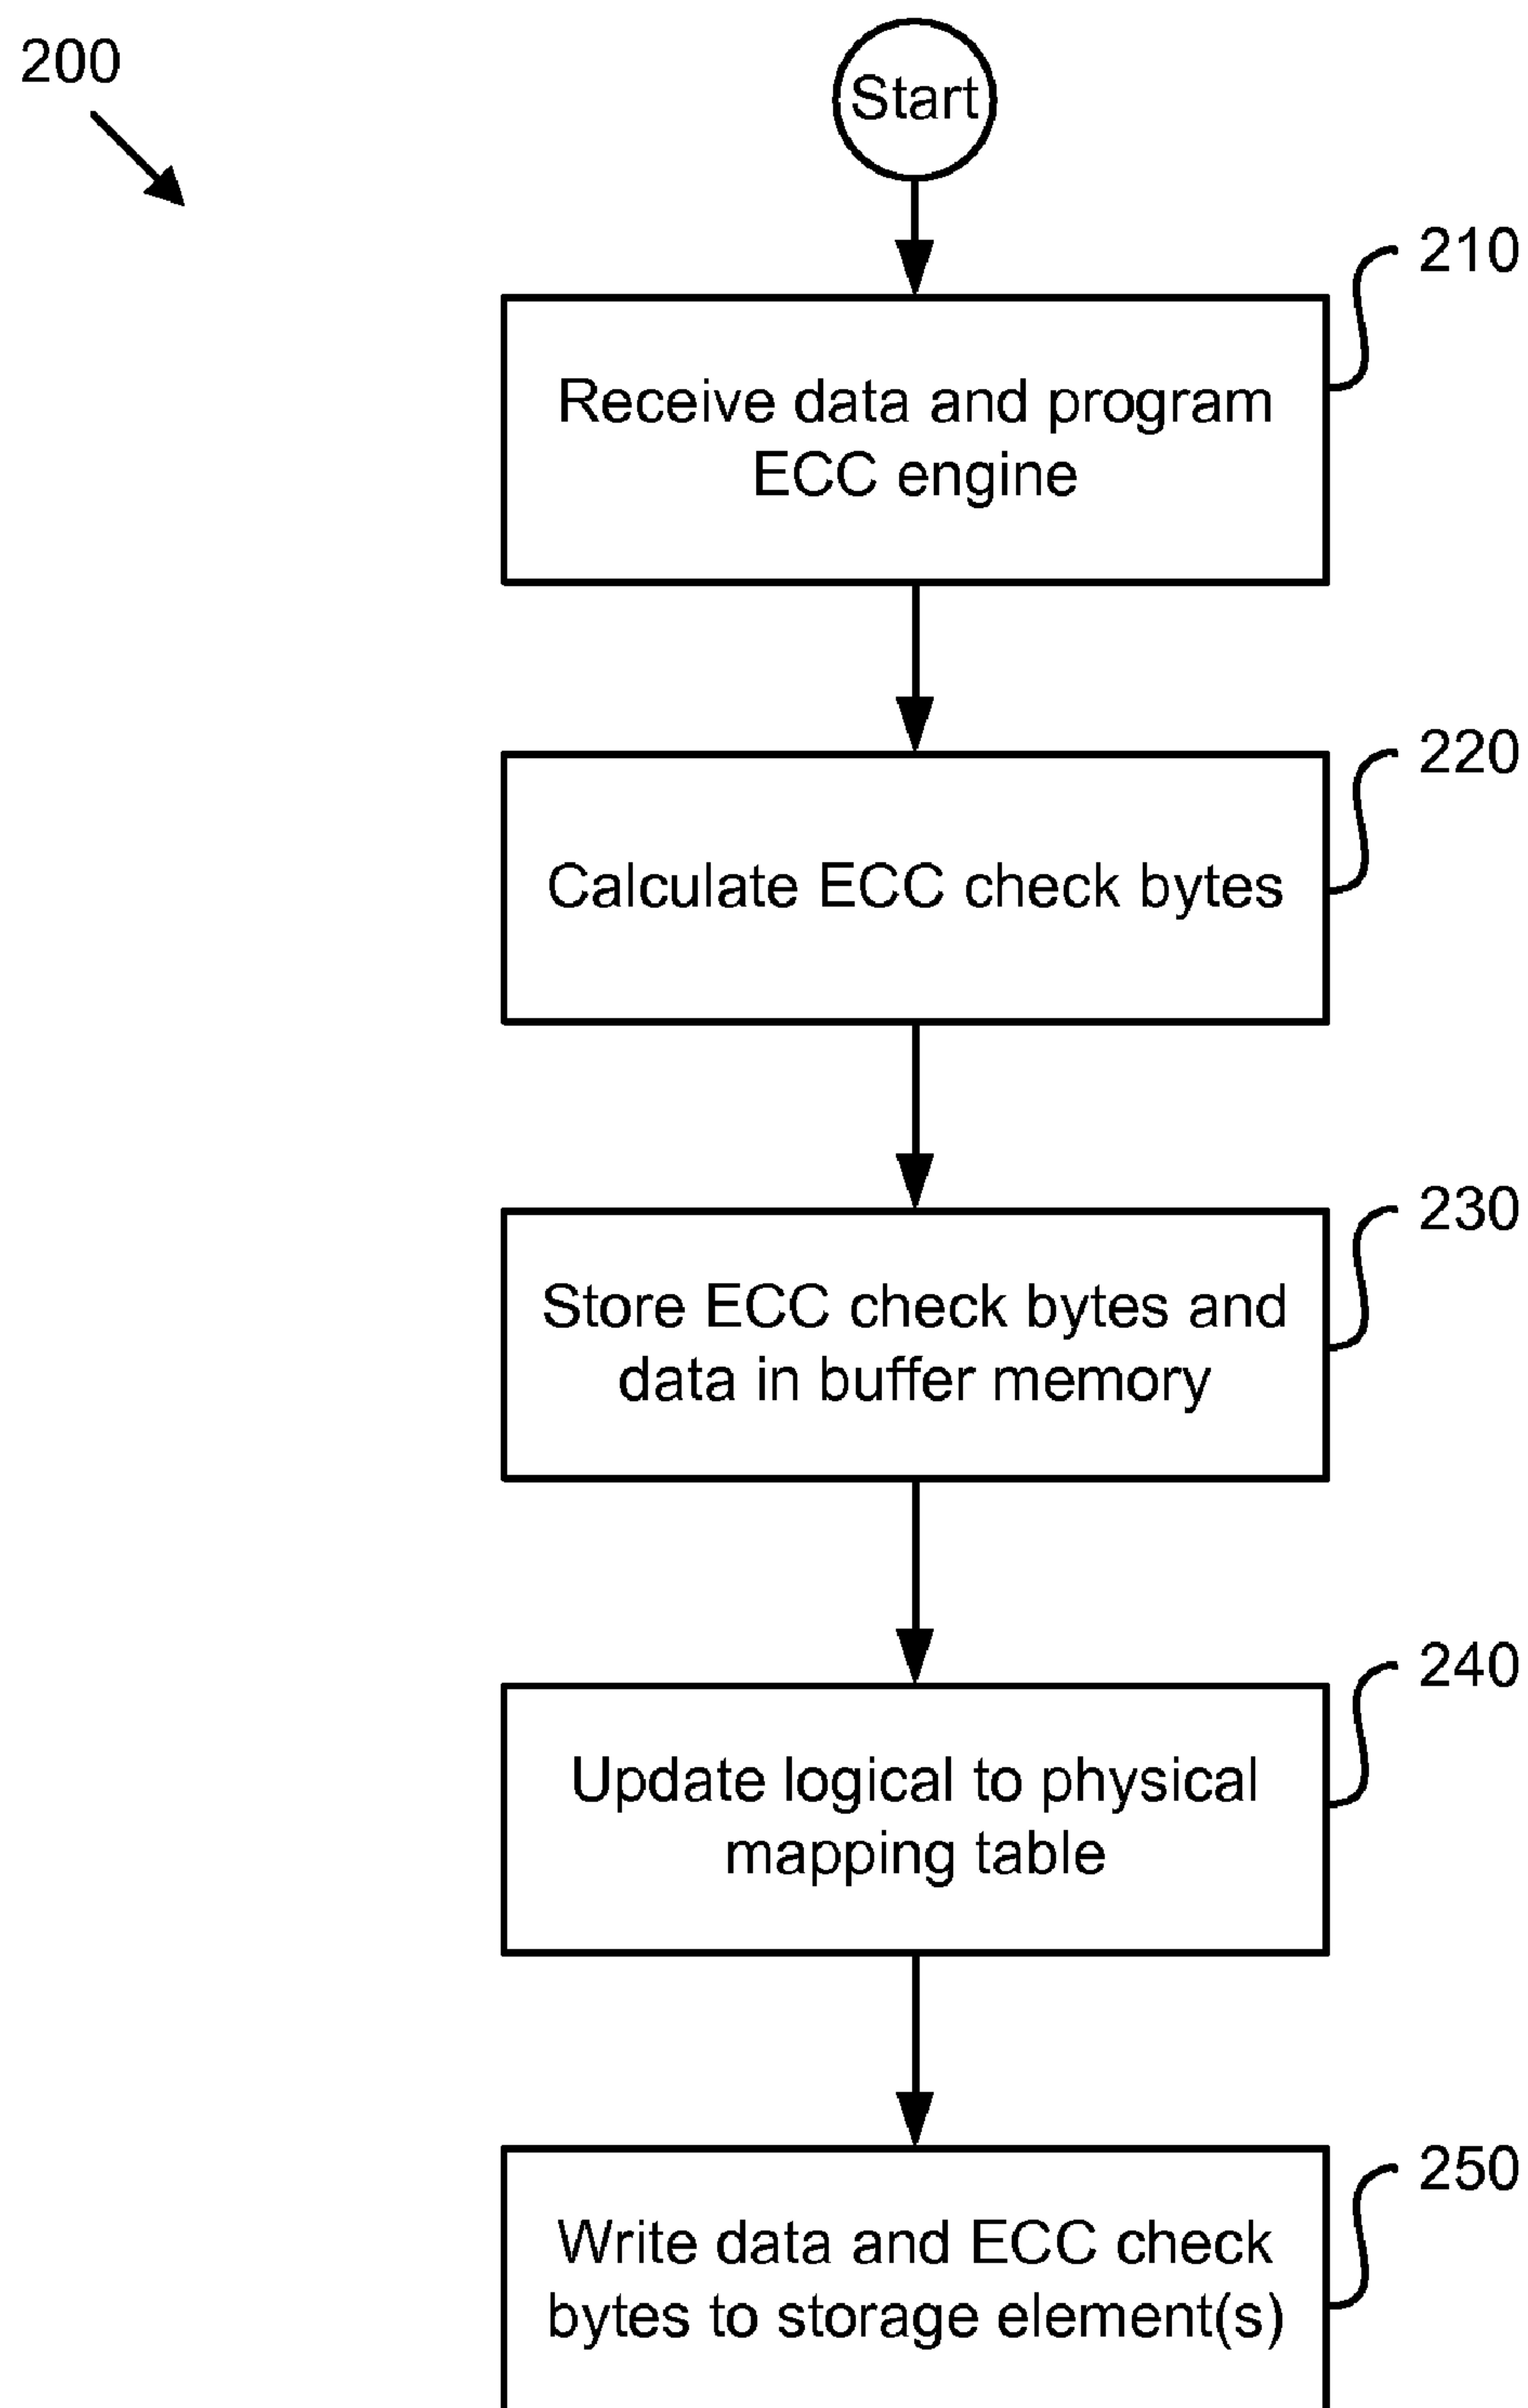 200
Start
210
Receive data and program
ECC engine
220
Calculate ECC check bytes
230
Store ECC check bytes and
data in buffer memory
240
Update logical to physical
mapping table
250
Write data and ECC check
bytes to storage element(s)